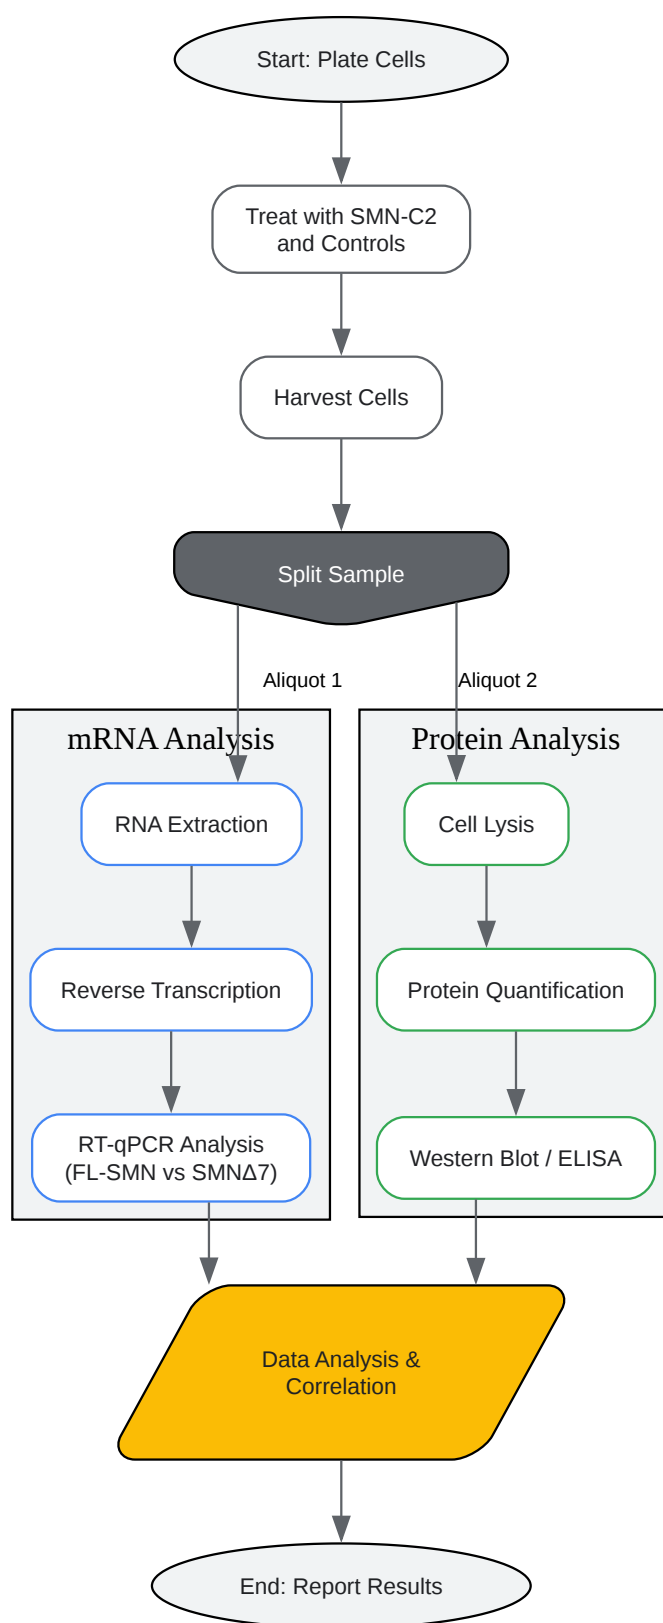 Start: Plate Cells
Treat with SMN-C2
and Controls
Harvest Cells
Split Sample
Aliquot 1
Aliquot 2
mRNA Analysis
RNA Extraction
Reverse Transcription
RT-qPCR Analysis
(FL-SMN vs SMNΔ7)
Protein Analysis
Cell Lysis
Protein Quantification
Western Blot / ELISA
Data Analysis &
Correlation
End: Report Results